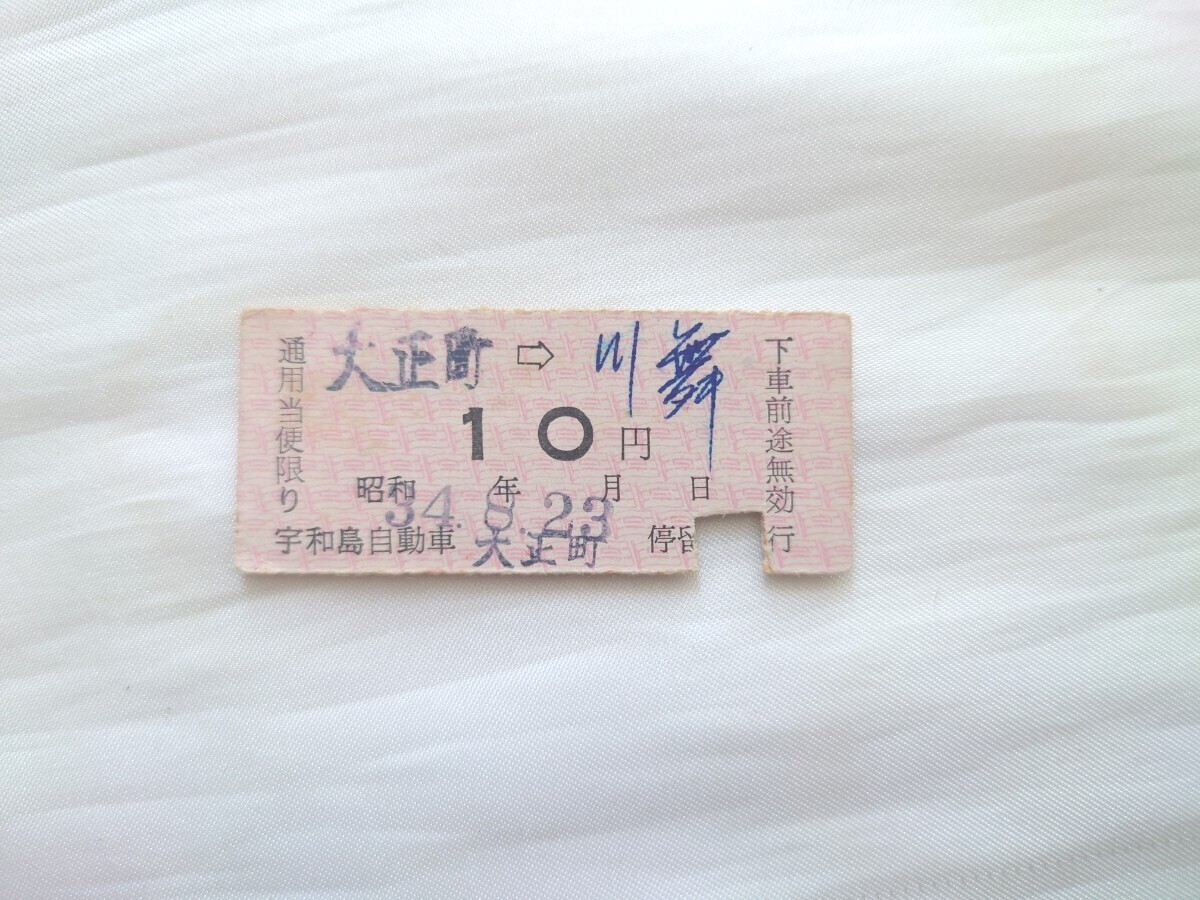 通用当便限り
大正町 ⇨ 川舞
10円
昭和 年 月 日
34.8.23
宇和島自動車 大正町 停留 行
下車前途無効